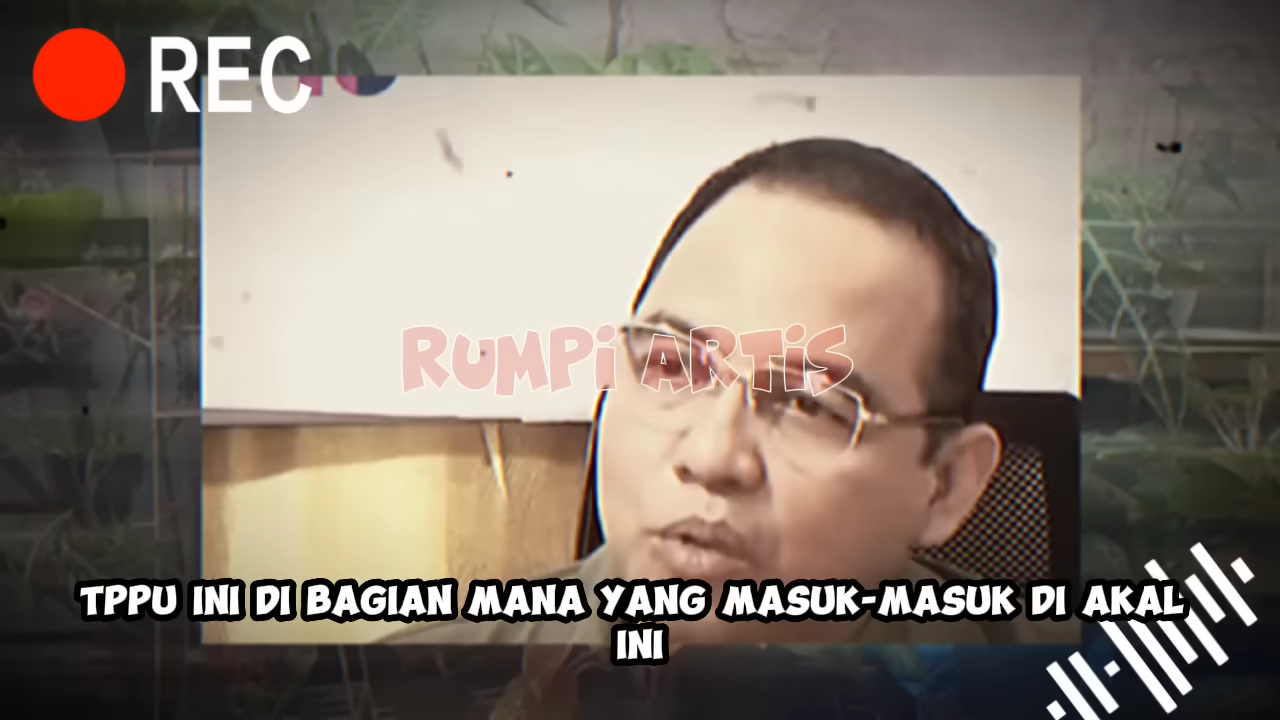 REC
RUMPi ARTiS
TPPU INI DI BAGIAN MANA YANG MASUK-MASUK DI AKAL
INI